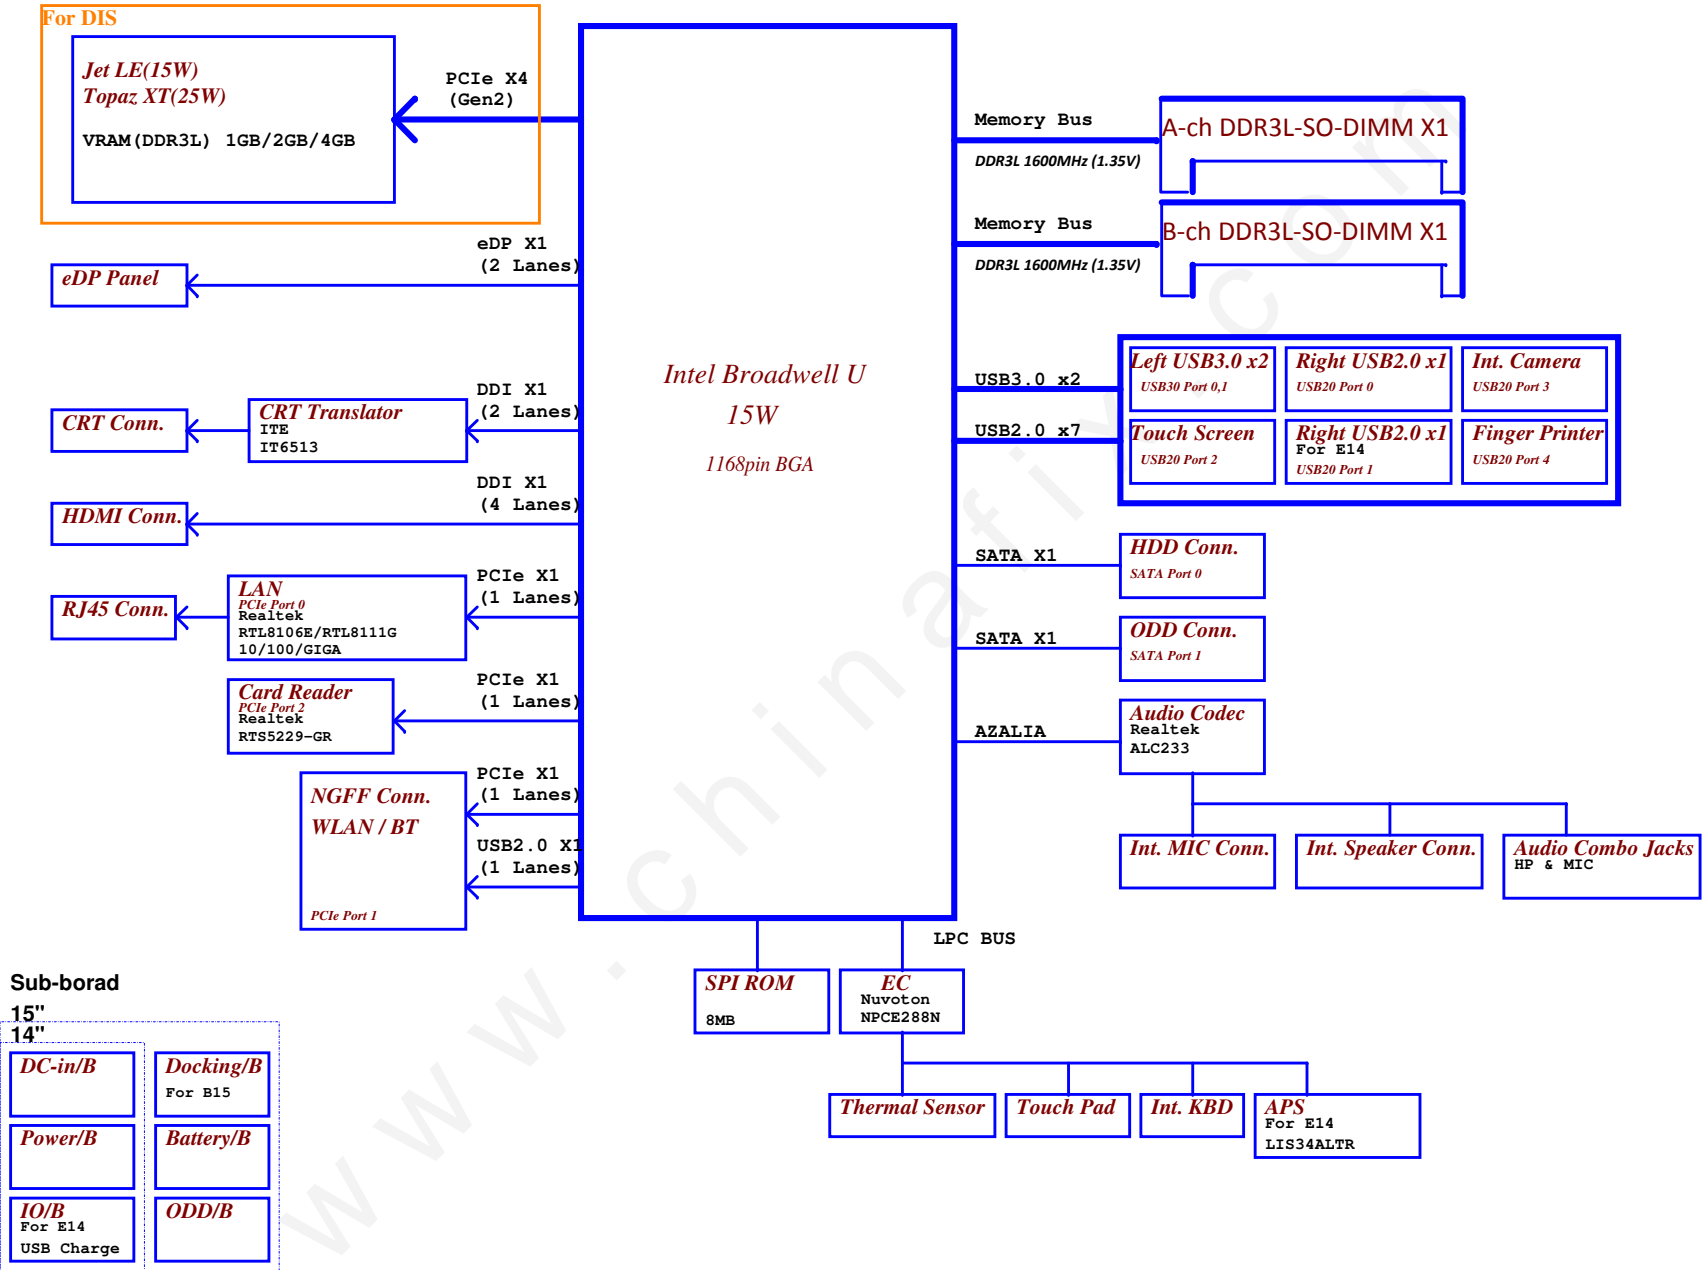 For DIS
Jet LE(15W)
Topaz XT(25W)
VRAM(DDR3L) 1GB/2GB/4GB
PCIe X4
(Gen2)
eDP X1
(2 Lanes)
eDP Panel
DDI X1
(2 Lanes)
CRT Conn.
CRT Translator
ITE
IT6513
DDI X1
(4 Lanes)
HDMI Conn.
PCIe X1
(1 Lanes)
RJ45 Conn.
LAN
PCIe Port 0
Realtek
RTL8106E/RTL8111G
10/100/GIGA
PCIe X1
(1 Lanes)
Card Reader
PCIe Port 2
Realtek
RTS5229-GR
PCIe X1
(1 Lanes)
NGFF Conn.
WLAN / BT
USB2.0 X1
(1 Lanes)
PCIe Port 1
Intel Broadwell U
15W
1168pin BGA
Memory Bus
DDR3L 1600MHz (1.35V)
A-ch DDR3L-SO-DIMM X1
Memory Bus
DDR3L 1600MHz (1.35V)
B-ch DDR3L-SO-DIMM X1
USB3.0 x2
USB2.0 x7
Left USB3.0 x2
USB30 Port 0,1
Right USB2.0 x1
USB20 Port 0
Int. Camera
USB20 Port 3
Touch Screen
USB20 Port 2
Right USB2.0 x1
For E14
USB20 Port 1
Finger Printer
USB20 Port 4
SATA X1
HDD Conn.
SATA Port 0
SATA X1
ODD Conn.
SATA Port 1
AZALIA
Audio Codec
Realtek
ALC233
Int. MIC Conn.
Int. Speaker Conn.
Audio Combo Jacks
HP & MIC
LPC BUS
SPI ROM
8MB
EC
Nuvoton
NPCE288N
Thermal Sensor
Touch Pad
Int. KBD
APS
For E14
LIS34ALTR
Sub-borad
15"
14"
DC-in/B
Docking/B
For B15
Power/B
Battery/B
IO/B
For E14
USB Charge
ODD/B
www.chinafix.com